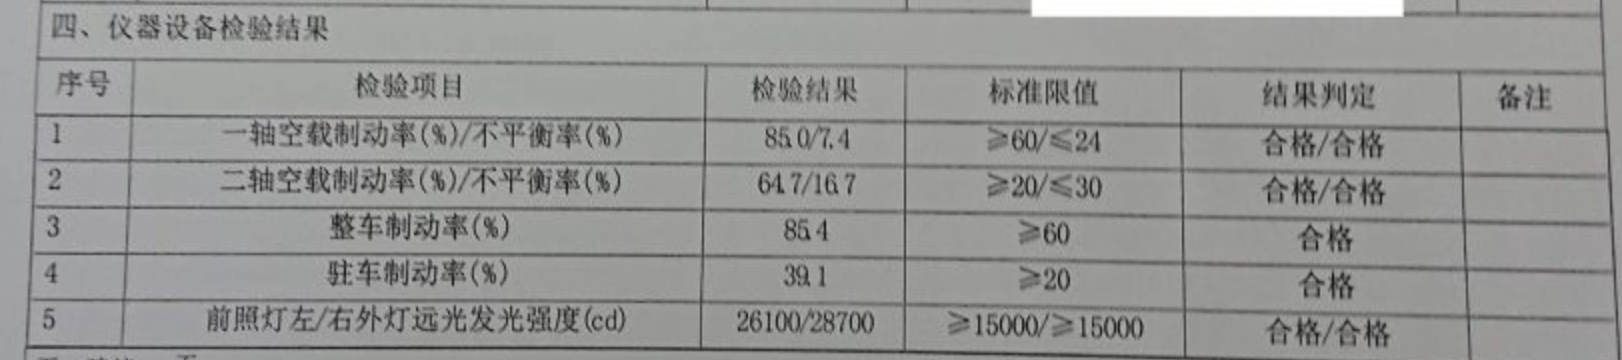 四、仪器设备检验结果
序号 检验项目 检验结果 标准限值 结果判定 备注
1 一轴空载制动率(%)/不平衡率(%) 85.0/7.4 ≥60/≤24 合格/合格
2 二轴空载制动率(%)/不平衡率(%) 64.7/16.7 ≥20/≤30 合格/合格
3 整车制动率(%) 85.4 ≥60 合格
4 驻车制动率(%) 39.1 ≥20 合格
5 前照灯左/右外灯远光发光强度(cd) 26100/28700 ≥15000/≥15000 合格/合格